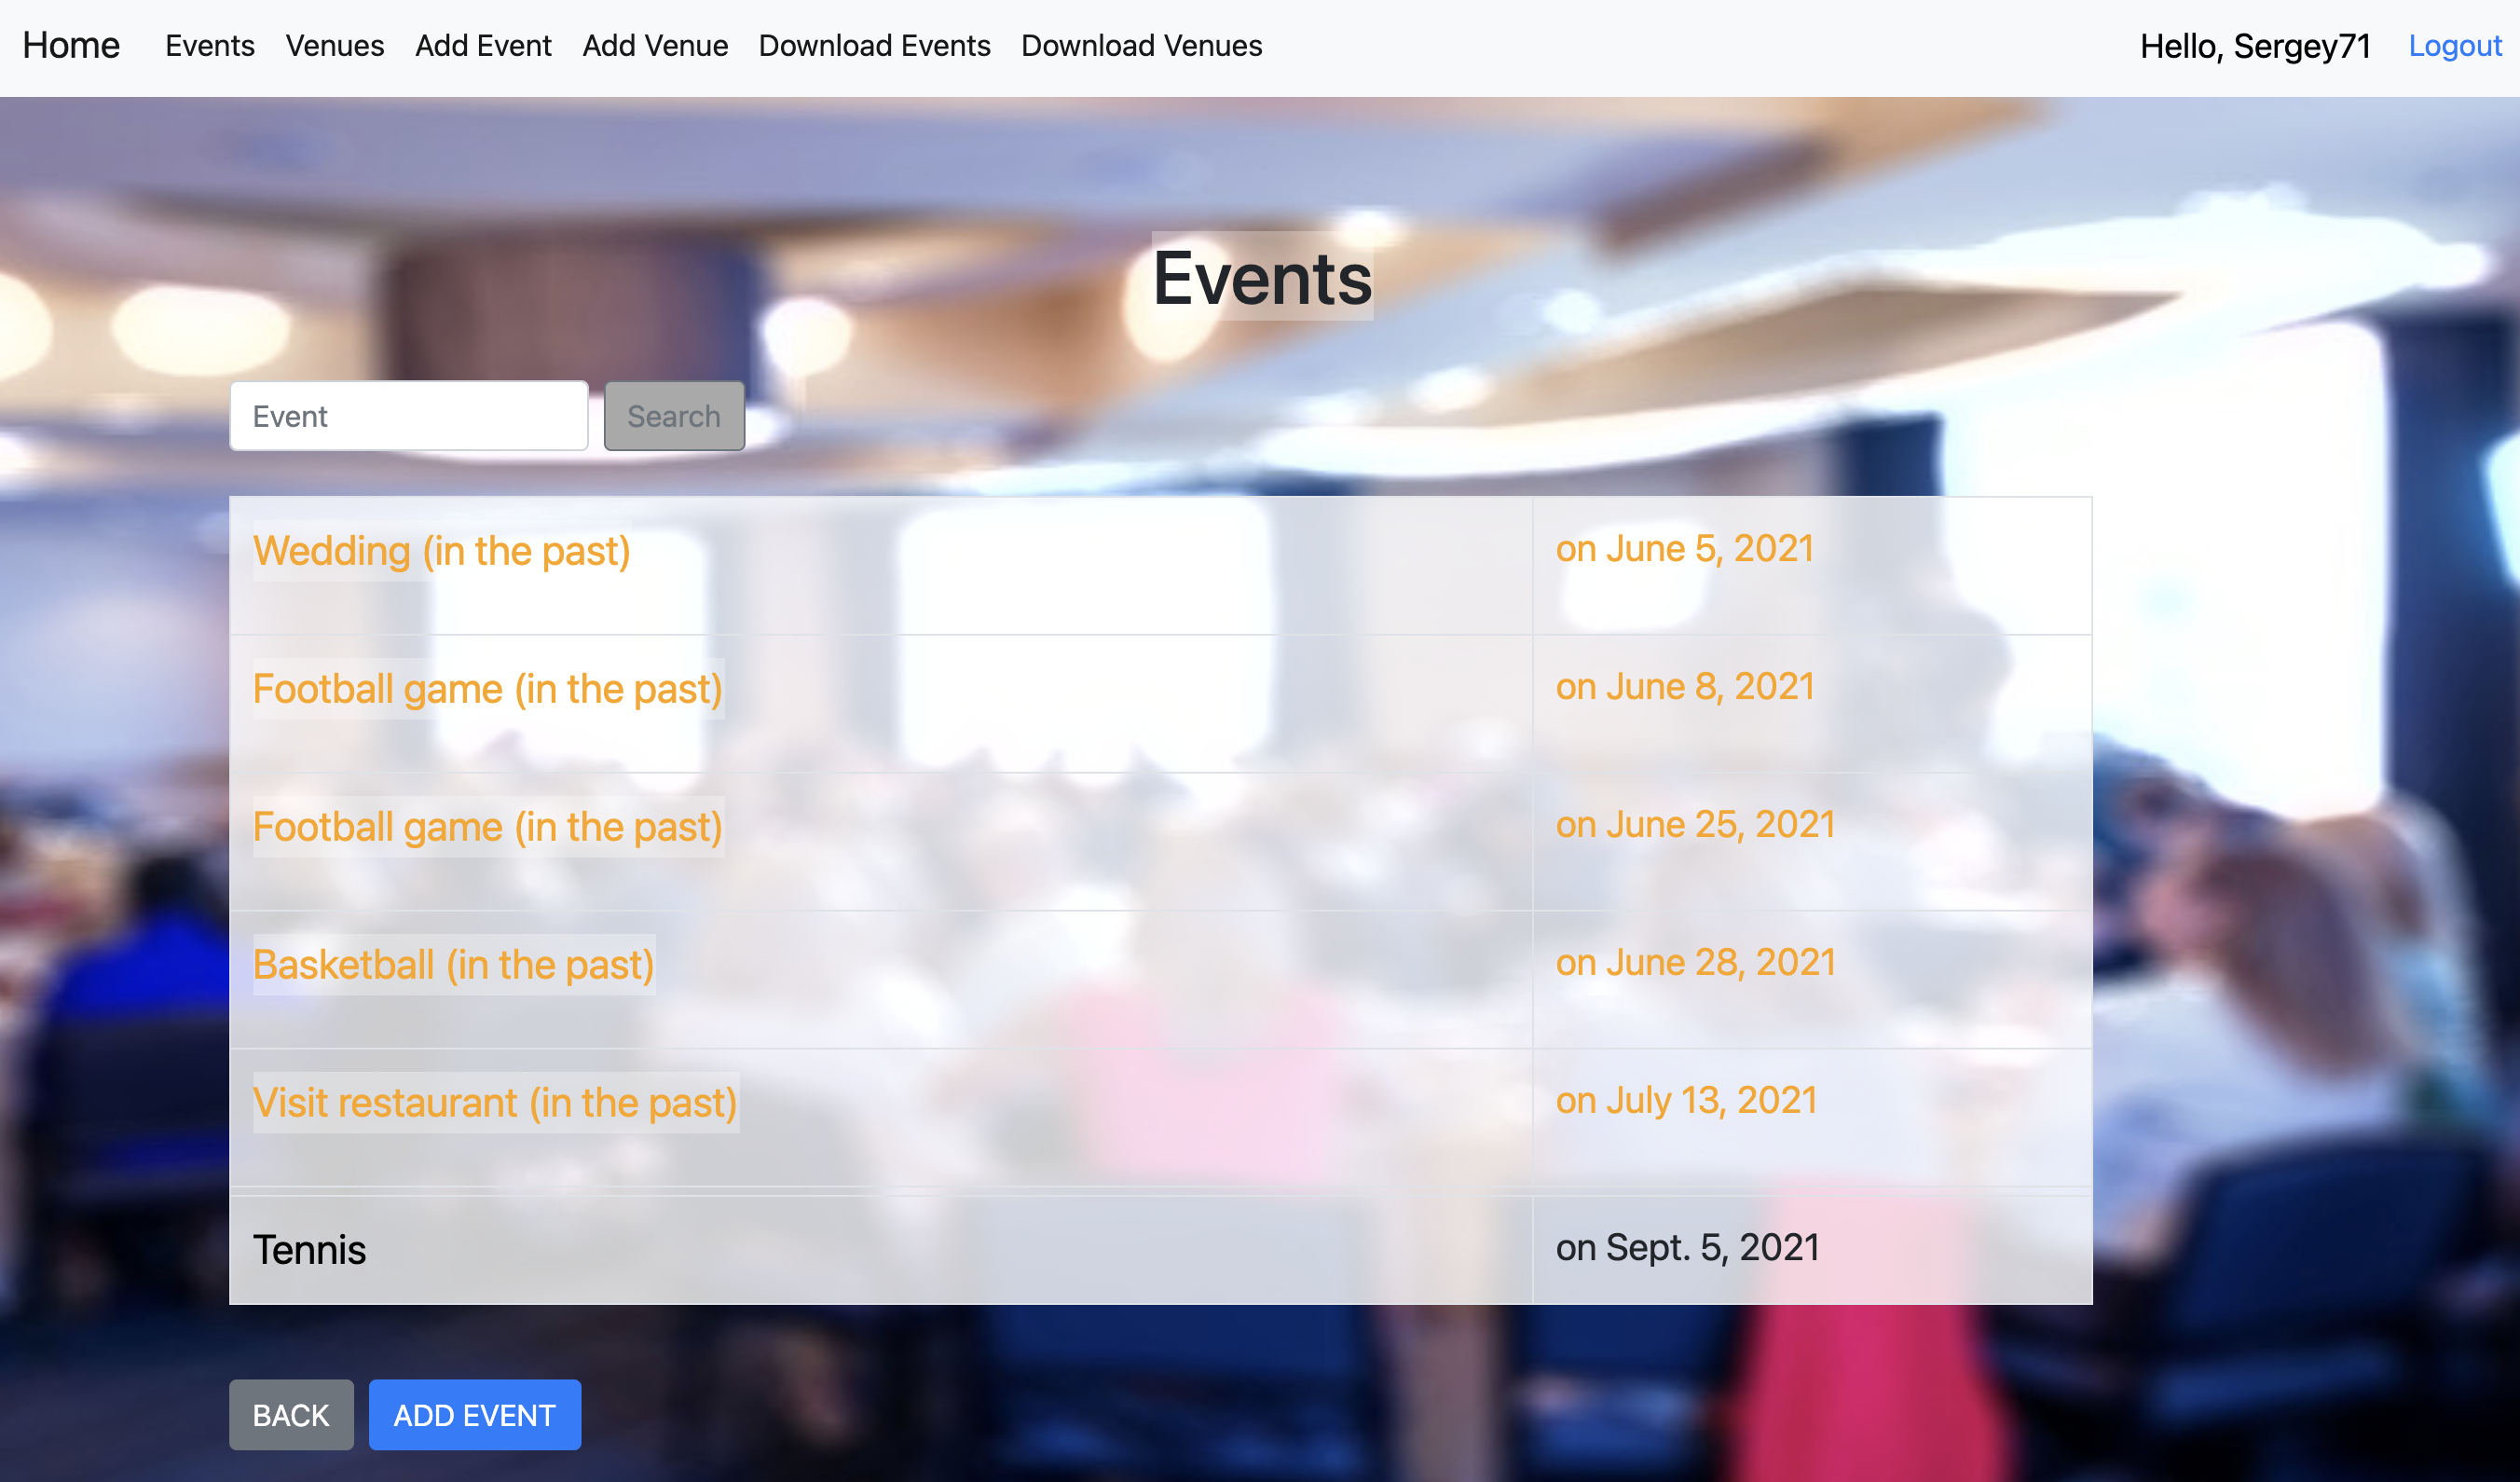 Home Events Venues Add Event Add Venue Download Events Download Venues Hello, Sergey71 Logout
Events
Event Search
Wedding (in the past) on June 5, 2021
Football game (in the past) on June 8, 2021
Football game (in the past) on June 25, 2021
Basketball (in the past) on June 28, 2021
Visit restaurant (in the past) on July 13, 2021
Tennis on Sept. 5, 2021
BACK ADD EVENT